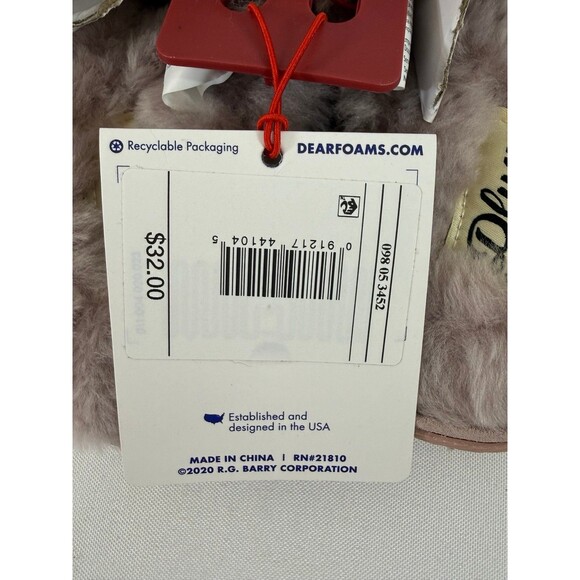 Recyclable Packaging
DEARFOAMS.COM
$32.00
0 91217 44104 5
098 05 3452
Established and
designed in the USA
MADE IN CHINA | RN#21810
©2020 R.G. BARRY CORPORATION